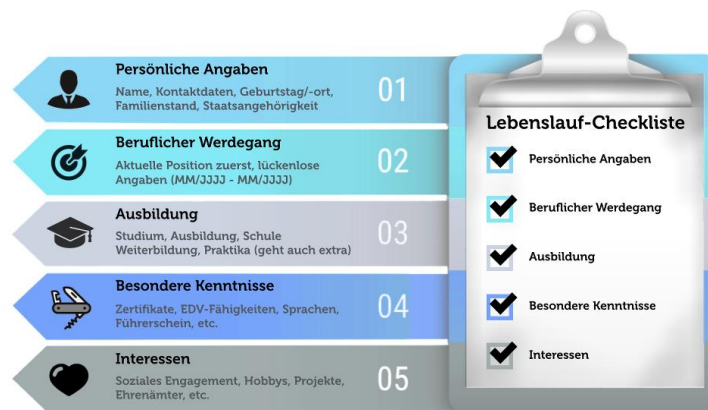 Persönliche Angaben
Name, Kontaktdaten, Geburtstag/-ort,
Familienstand, Staatsangehörigkeit
01
Beruflicher Werdegang
Aktuelle Position zuerst, lückenlose
Angaben (MM/JJJJ - MM/JJJJ)
02
Ausbildung
Studium, Ausbildung, Schule
Weiterbildung, Praktika (geht auch extra)
03
Besondere Kenntnisse
Zertifikate, EDV-Fähigkeiten, Sprachen,
Führerschein, etc.
04
Interessen
Soziales Engagement, Hobbys, Projekte,
Ehrenämter, etc.
05
Lebenslauf-Checkliste
Persönliche Angaben
Beruflicher Werdegang
Ausbildung
Besondere Kenntnisse
Interessen